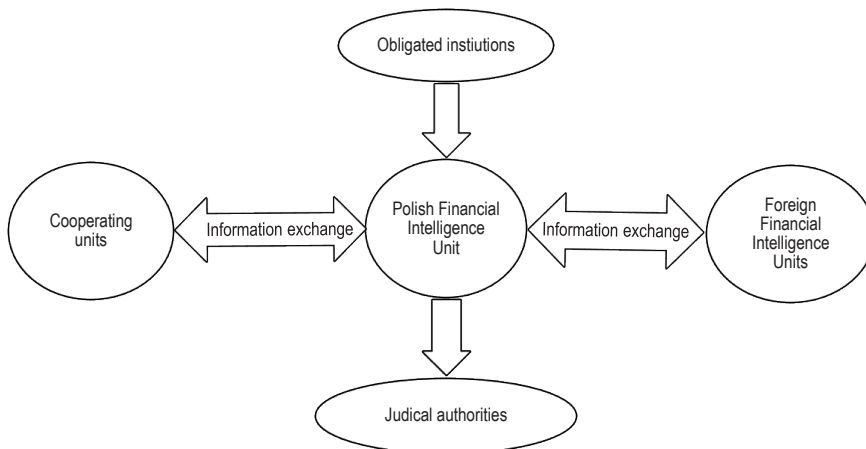 Obligated instiutions
Cooperating
units
Information exchange
Polish Financial
Intelligence
Unit
Information exchange
Foreign
Financial
Intelligence
Units
Judical authorities